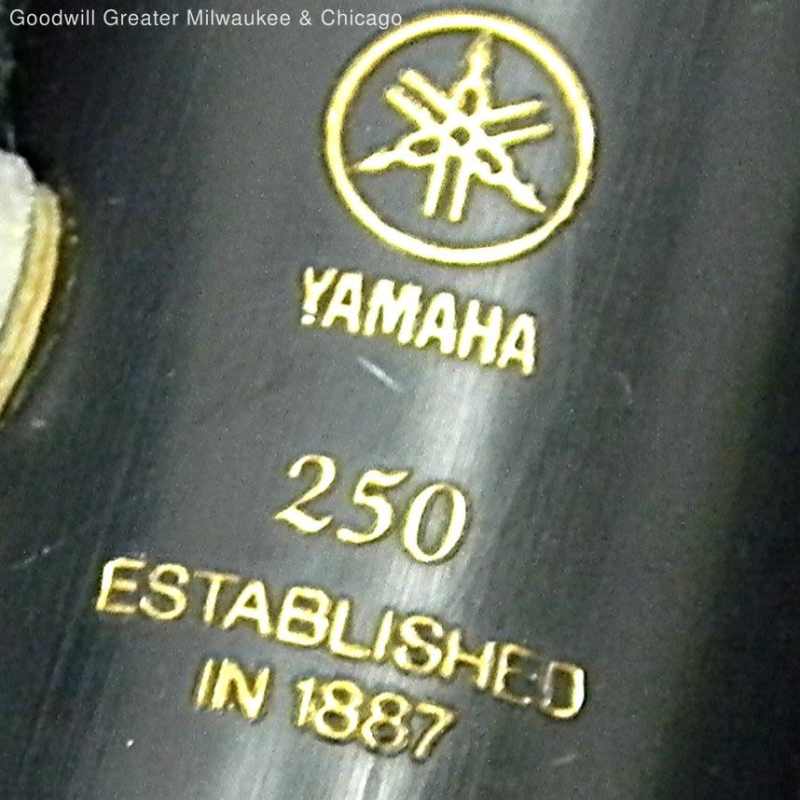 Goodwill Greater Milwaukee & Chicago
YAMAHA
250
ESTABLISHED
IN 1887